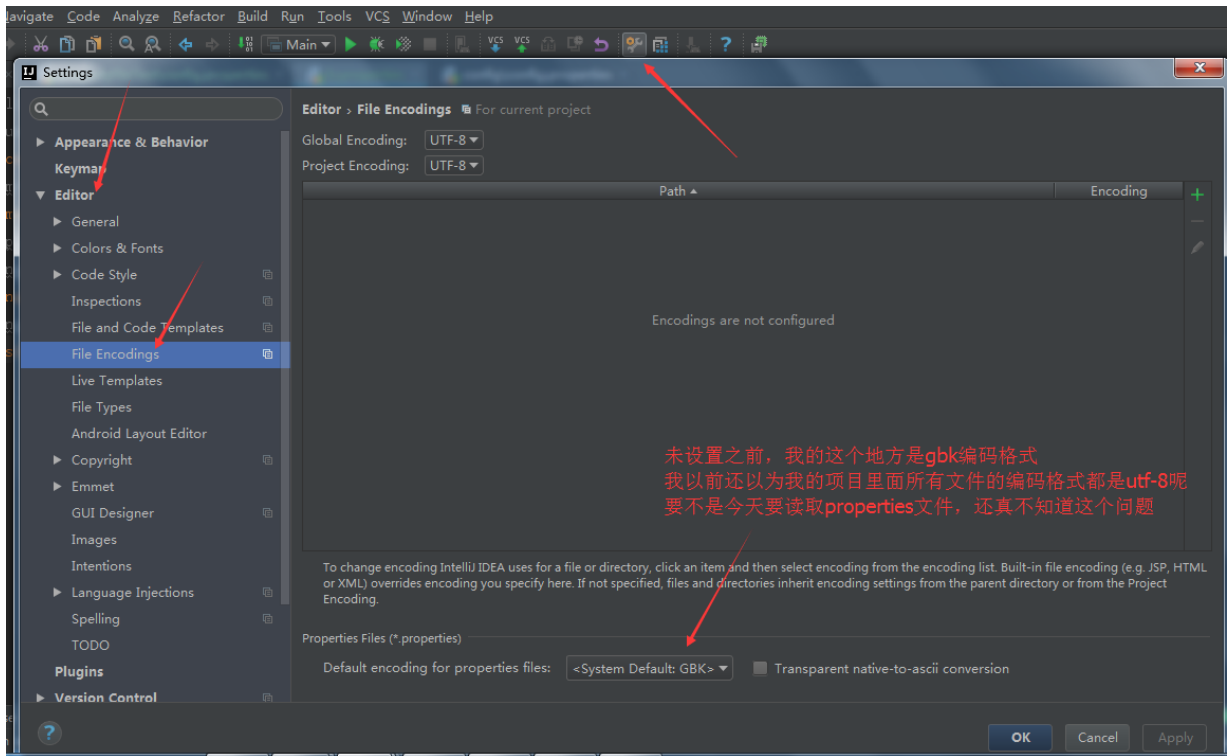 Navigate Code Analyze Refactor Build Run Tools VCS Window Help
Main
VCS VCS
Settings
Editor › File Encodings For current project
Global Encoding: UTF-8
Project Encoding: UTF-8
Path Encoding
Appearance & Behavior
Keymap
Editor
General
Colors & Fonts
Code Style
Inspections
File and Code Templates
File Encodings
Live Templates
File Types
Android Layout Editor
Copyright
Emmet
GUI Designer
Images
Intentions
Language Injections
Spelling
TODO
Plugins
Version Control
Encodings are not configured
未设置之前，我的这个地方是gbk编码格式
我以前还以为我的项目里面所有文件的编码格式都是utf-8呢
要不是今天要读取properties文件，还真不知道这个问题
To change encoding IntelliJ IDEA uses for a file or directory, click an item and then select encoding from the encoding list. Built-in file encoding (e.g. JSP, HTML
or XML) overrides encoding you specify here. If not specified, files and directories inherit encoding settings from the parent directory or from the Project
Encoding.
Properties Files (*.properties)
Default encoding for properties files: <System Default: GBK> Transparent native-to-ascii conversion
OK Cancel Apply